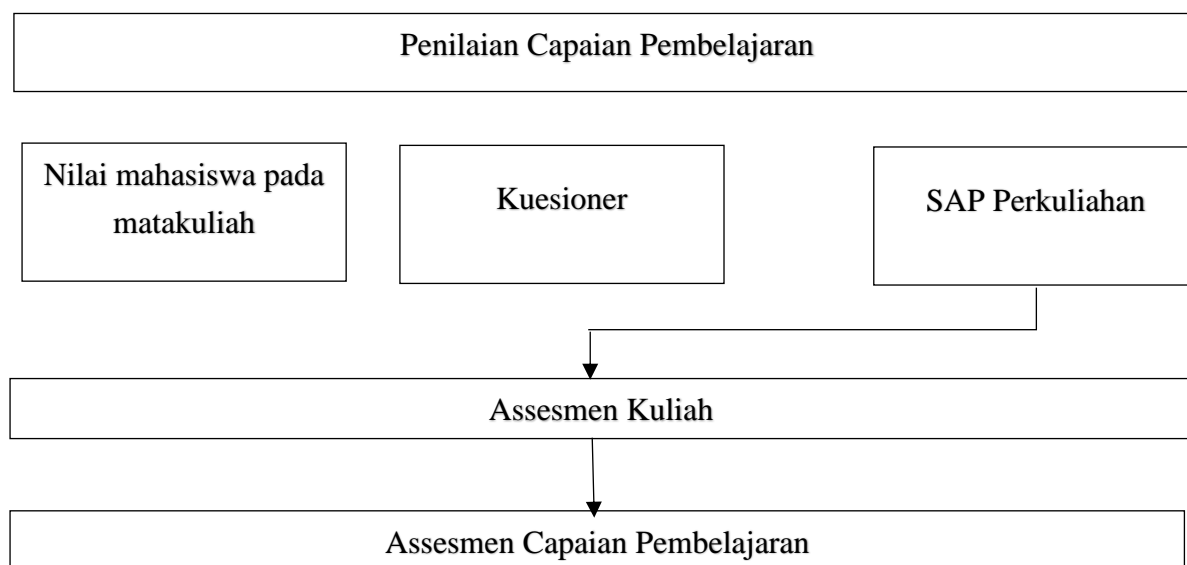 Penilaian Capaian Pembelajaran
Nilai mahasiswa pada
matakuliah
Kuesioner
SAP Perkuliahan
Assesmen Kuliah
Assesmen Capaian Pembelajaran